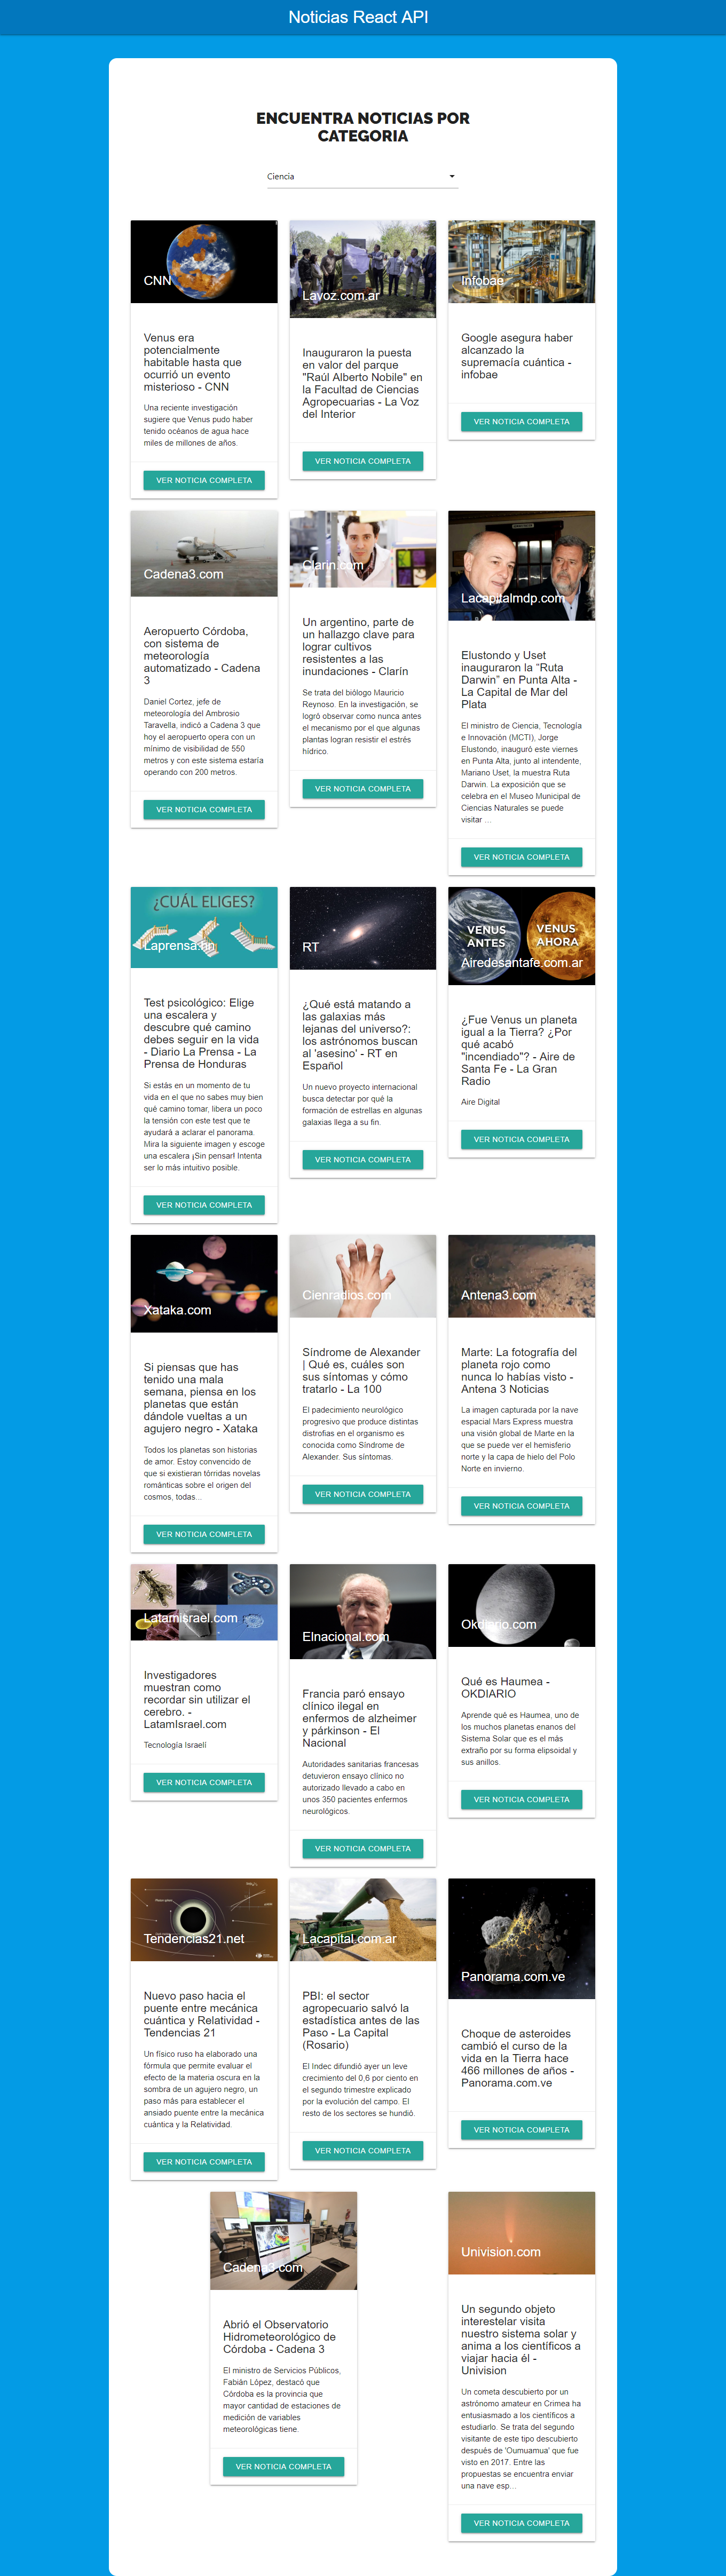 Noticias React API
ENCUENTRA NOTICIAS POR
CATEGORIA
Ciencia
CNN
Venus era
potencialmente
habitable hasta que
ocurrió un evento
misterioso - CNN
Una reciente investigación
sugiere que Venus pudo haber
tenido océanos de agua hace
miles de millones de años.
VER NOTICIA COMPLETA
Lavoz.com.ar
Inauguraron la puesta
en valor del parque
"Raúl Alberto Nobile" en
la Facultad de Ciencias
Agropecuarias - La Voz
del Interior
VER NOTICIA COMPLETA
Infobae
Google asegura haber
alcanzado la
supremacía cuántica -
infobae
VER NOTICIA COMPLETA
Cadena3.com
Aeropuerto Córdoba,
con sistema de
meteorología
automatizado - Cadena
3
Daniel Cortez, jefe de
meteorología del Ambrosio
Taravella, indicó a Cadena 3 que
hoy el aeropuerto opera con un
mínimo de visibilidad de 550
metros y con este sistema estaría
operando con 200 metros.
VER NOTICIA COMPLETA
Clarin.com
Un argentino, parte de
un hallazgo clave para
lograr cultivos
resistentes a las
inundaciones - Clarín
Se trata del biólogo Mauricio
Reynoso. En la investigación, se
logró observar como nunca antes
el mecanismo por el que algunas
plantas logran resistir el estrés
hídrico.
VER NOTICIA COMPLETA
Lacapitalmdp.com
Elustondo y Uset
inauguraron la “Ruta
Darwin” en Punta Alta -
La Capital de Mar del
Plata
El ministro de Ciencia, Tecnología
e Innovación (MCTI), Jorge
Elustondo, inauguró este viernes
en Punta Alta, junto al intendente,
Mariano Uset, la muestra Ruta
Darwin. La exposición que se
celebra en el Museo Municipal de
Ciencias Naturales se puede
visitar ...
VER NOTICIA COMPLETA
¿CUÁL ELIGES?
Laprensa.hn
Test psicológico: Elige
una escalera y
descubre qué camino
debes seguir en la vida
- Diario La Prensa - La
Prensa de Honduras
Si estás en un momento de tu
vida en el que no sabes muy bien
qué camino tomar, libera un poco
la tensión con este test que te
ayudará a aclarar el panorama.
Mira la siguiente imagen y escoge
una escalera ¡Sin pensar! Intenta
ser lo más intuitivo posible.
VER NOTICIA COMPLETA
RT
¿Qué está matando a
las galaxias más
lejanas del universo?:
los astrónomos buscan
al 'asesino' - RT en
Español
Un nuevo proyecto internacional
busca detectar por qué la
formación de estrellas en algunas
galaxias llega a su fin.
VER NOTICIA COMPLETA
VENUS
ANTES
VENUS
AHORA
Airedesantafe.com.ar
¿Fue Venus un planeta
igual a la Tierra? ¿Por
qué acabó
"incendiado"? - Aire de
Santa Fe - La Gran
Radio
Aire Digital
VER NOTICIA COMPLETA
Xataka.com
Si piensas que has
tenido una mala
semana, piensa en los
planetas que están
dándole vueltas a un
agujero negro - Xataka
Todos los planetas son historias
de amor. Estoy convencido de
que si existieran tórridas novelas
románticas sobre el origen del
cosmos, todas...
VER NOTICIA COMPLETA
Cienradios.com
Síndrome de Alexander
| Qué es, cuáles son
sus síntomas y cómo
tratarlo - La 100
El padecimiento neurológico
progresivo que produce distintas
distrofias en el organismo es
conocida como Síndrome de
Alexander. Sus síntomas.
VER NOTICIA COMPLETA
Antena3.com
Marte: La fotografía del
planeta rojo como
nunca lo habías visto -
Antena 3 Noticias
La imagen capturada por la nave
espacial Mars Express muestra
una visión global de Marte en la
que se puede ver el hemisferio
norte y la capa de hielo del Polo
Norte en invierno.
VER NOTICIA COMPLETA
Latamisrael.com
Investigadores
muestran como
recordar sin utilizar el
cerebro. -
LatamIsrael.com
Tecnología Israelí
VER NOTICIA COMPLETA
Elnacional.com
Francia paró ensayo
clínico ilegal en
enfermos de alzheimer
y párkinson - El
Nacional
Autoridades sanitarias francesas
detuvieron ensayo clínico no
autorizado llevado a cabo en
unos 350 pacientes enfermos
neurológicos.
VER NOTICIA COMPLETA
Okdiario.com
Qué es Haumea -
OKDIARIO
Aprende qué es Haumea, uno de
los muchos planetas enanos del
Sistema Solar que es el más
extraño por su forma elipsoidal y
sus anillos.
VER NOTICIA COMPLETA
Tendencias21.net
Nuevo paso hacia el
puente entre mecánica
cuántica y Relatividad -
Tendencias 21
Un físico ruso ha elaborado una
fórmula que permite evaluar el
efecto de la materia oscura en la
sombra de un agujero negro, un
paso más para establecer el
ansiado puente entre la mecánica
cuántica y la Relatividad.
VER NOTICIA COMPLETA
Lacapital.com.ar
PBI: el sector
agropecuario salvó la
estadística antes de las
Paso - La Capital
(Rosario)
El Indec difundió ayer un leve
crecimiento del 0,6 por ciento en
el segundo trimestre explicado
por la evolución del campo. El
resto de los sectores se hundió.
VER NOTICIA COMPLETA
Panorama.com.ve
Choque de asteroides
cambió el curso de la
vida en la Tierra hace
466 millones de años -
Panorama.com.ve
VER NOTICIA COMPLETA
Cadena3.com
Abrió el Observatorio
Hidrometeorológico de
Córdoba - Cadena 3
El ministro de Servicios Públicos,
Fabián López, destacó que
Córdoba es la provincia que
mayor cantidad de estaciones de
medición de variables
meteorológicas tiene.
VER NOTICIA COMPLETA
Univision.com
Un segundo objeto
interestelar visita
nuestro sistema solar y
anima a los científicos a
viajar hacia él -
Univision
Un cometa descubierto por un
astrónomo amateur en Crimea ha
entusiasmado a los científicos a
estudiarlo. Se trata del segundo
visitante de este tipo descubierto
después de 'Oumuamua' que fue
visto en 2017. Entre las
propuestas se encuentra enviar
una nave esp...
VER NOTICIA COMPLETA